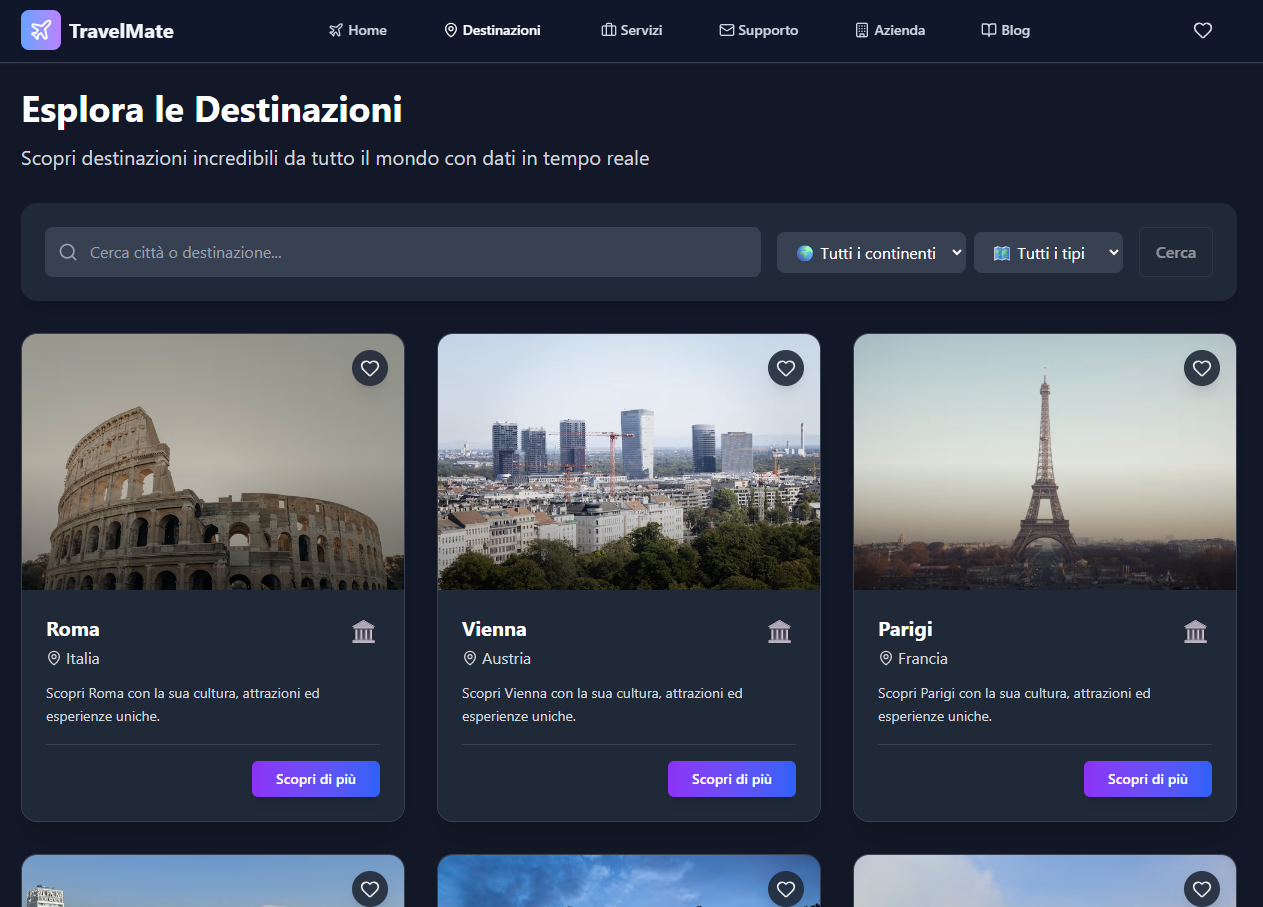 TravelMate
Home
Destinazioni
Servizi
Supporto
Azienda
Blog
Esplora le Destinazioni
Scopri destinazioni incredibili da tutto il mondo con dati in tempo reale
Cerca città o destinazione...
Tutti i continenti
Tutti i tipi
Cerca
Roma
Italia
Scopri Roma con la sua cultura, attrazioni ed
esperienze uniche.
Scopri di più
Vienna
Austria
Scopri Vienna con la sua cultura, attrazioni ed
esperienze uniche.
Scopri di più
Parigi
Francia
Scopri Parigi con la sua cultura, attrazioni ed
esperienze uniche.
Scopri di più